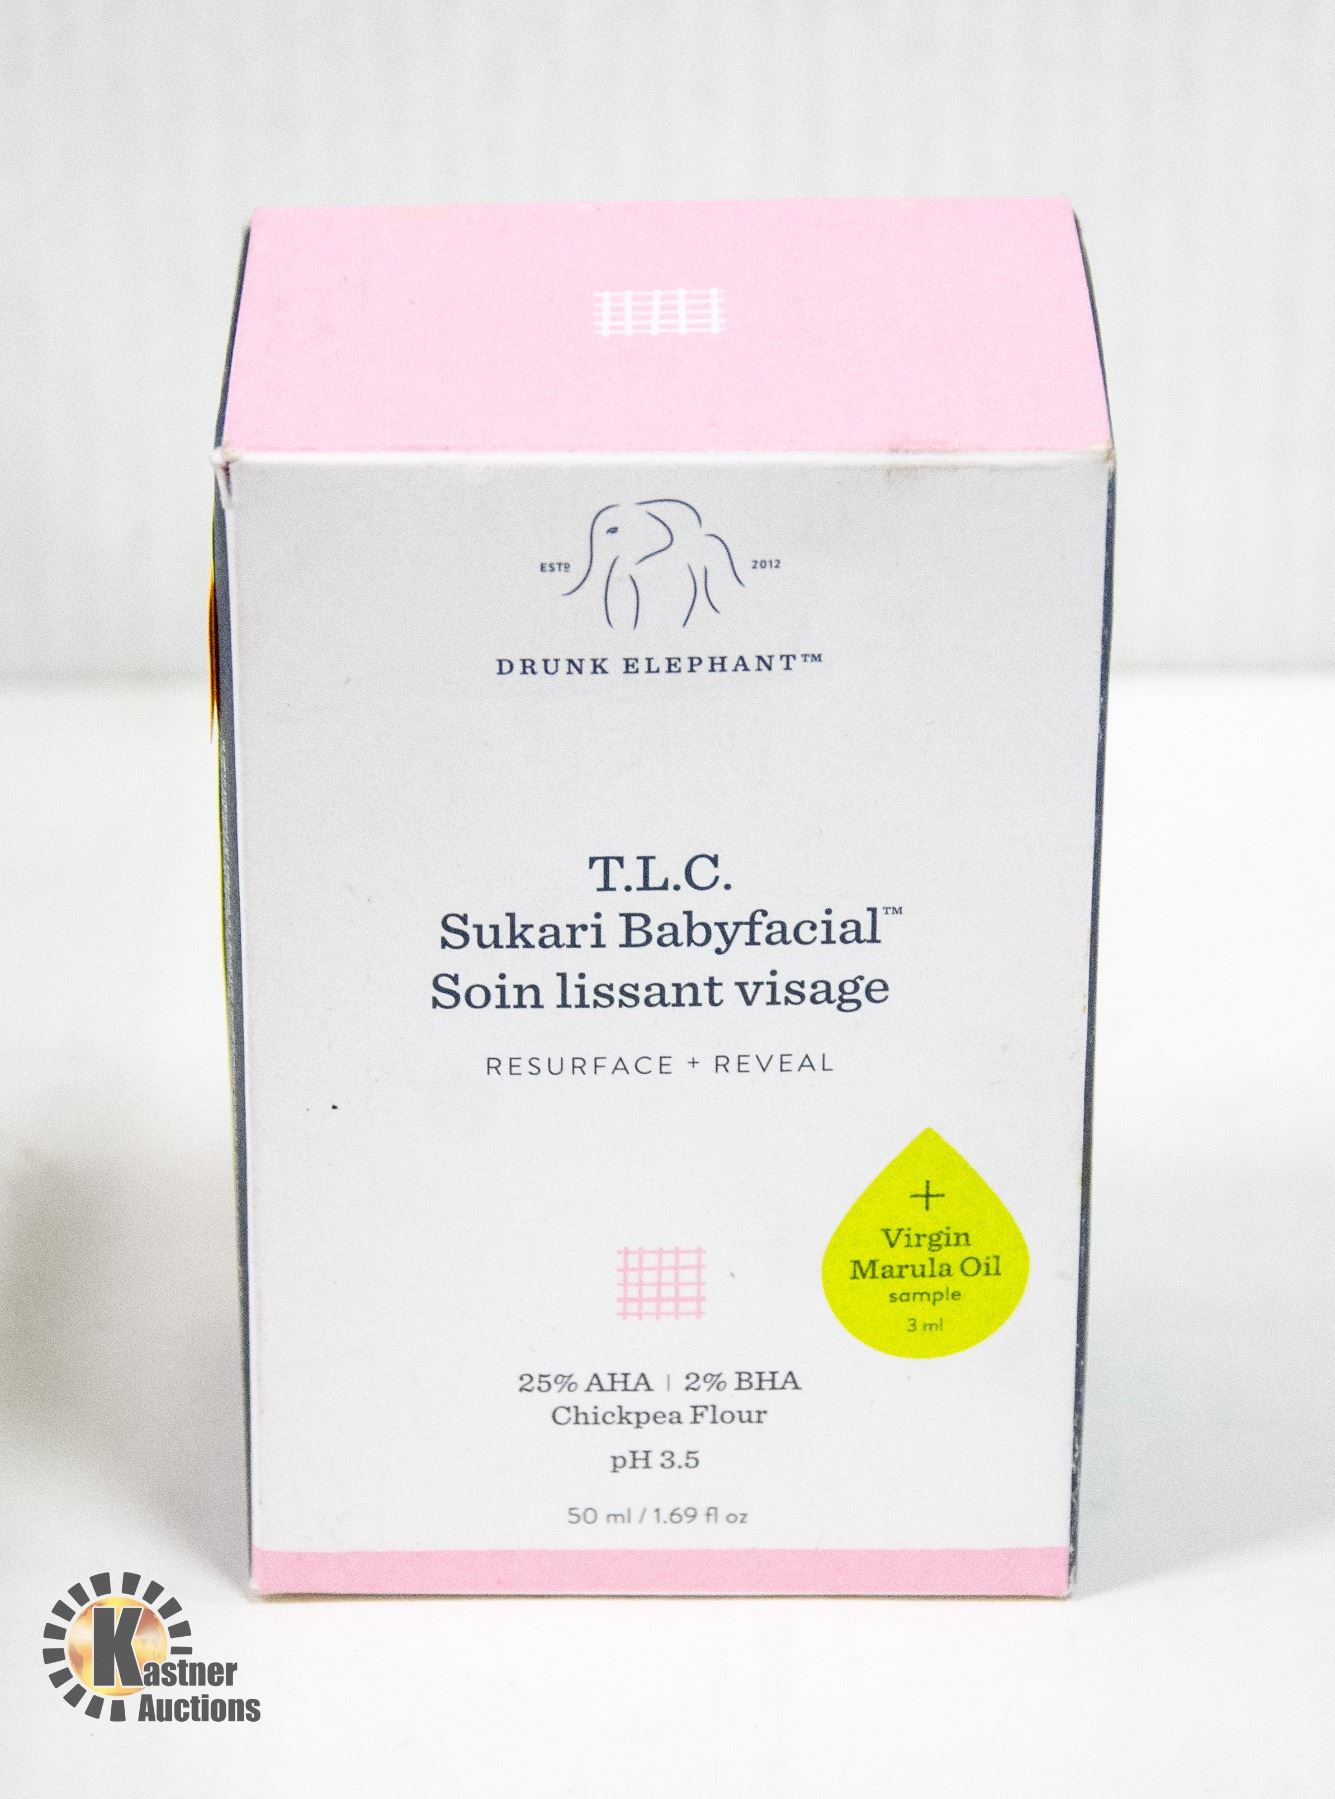 ESTD 2012
DRUNK ELEPHANT™
T.L.C.
Sukari Babyfacial™
Soin lissant visage
RESURFACE + REVEAL
+
Virgin
Marula Oil
sample
3 ml
25% AHA | 2% BHA
Chickpea Flour
pH 3.5
50 ml / 1.69 fl oz
Kastner
Auctions